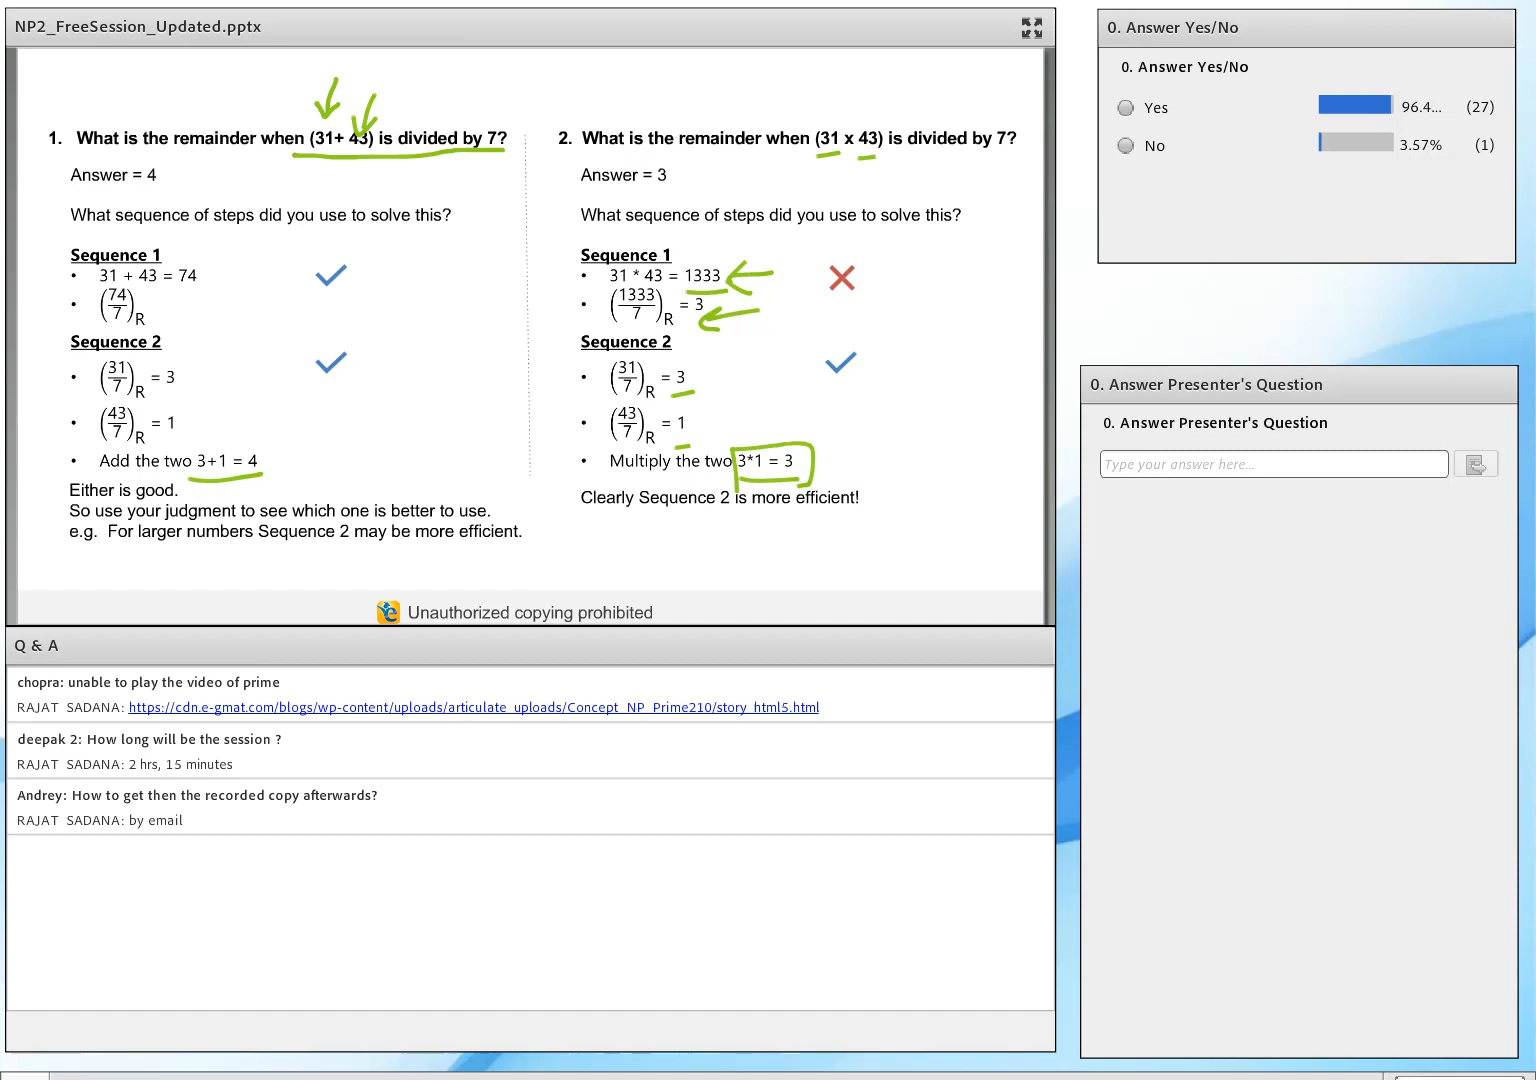 NP2_FreeSession_Updated.pptx
1. What is the remainder when (31+ 43) is divided by 7?
Answer = 4
What sequence of steps did you use to solve this?
Sequence 1
• 31 + 43 = 74
• (74/7)R
Sequence 2
• (31/7)R = 3
• (43/7)R = 1
• Add the two 3+1 = 4
Either is good.
So use your judgment to see which one is better to use.
e.g. For larger numbers Sequence 2 may be more efficient.
2. What is the remainder when (31 x 43) is divided by 7?
Answer = 3
What sequence of steps did you use to solve this?
Sequence 1
• 31 * 43 = 1333
• (1333/7)R = 3
Sequence 2
• (31/7)R = 3
• (43/7)R = 1
• Multiply the two 3*1 = 3
Clearly Sequence 2 is more efficient!
Unauthorized copying prohibited
Q & A
chopra: unable to play the video of prime
RAJAT SADANA: https://cdn.e-gmat.com/blogs/wp-content/uploads/articulate_uploads/Concept_NP_Prime210/story_html5.html
deepak 2: How long will be the session ?
RAJAT SADANA: 2 hrs, 15 minutes
Andrey: How to get then the recorded copy afterwards?
RAJAT SADANA: by email
0. Answer Yes/No
0. Answer Yes/No
Yes 96.4... (27)
No 3.57% (1)
0. Answer Presenter's Question
0. Answer Presenter's Question
Type your answer here...